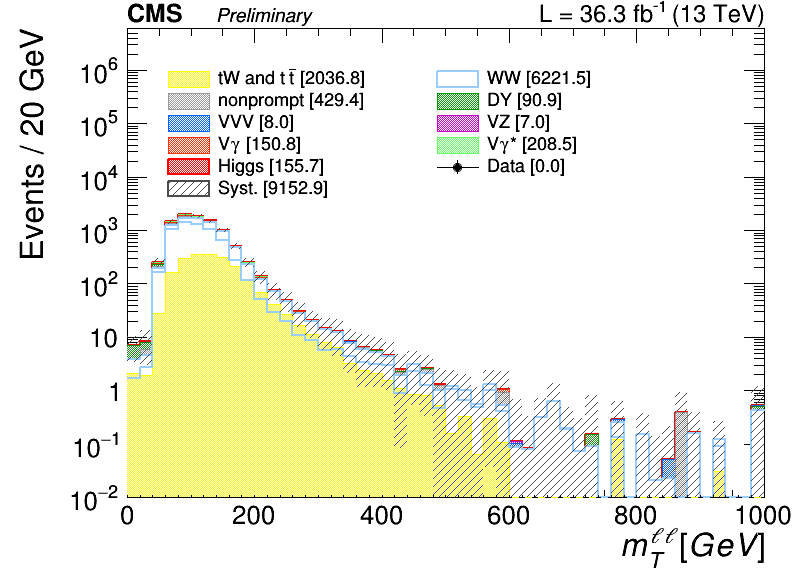 CMS Preliminary L = 36.3 fb⁻¹ (13 TeV)
Events / 20 GeV
tW and tt̄ [2036.8]
nonprompt [429.4]
VVV [8.0]
Vγ [150.8]
Higgs [155.7]
Syst. [9152.9]
WW [6221.5]
DY [90.9]
VZ [7.0]
Vγ* [208.5]
Data [0.0]
10⁶
10⁵
10⁴
10³
10²
10
1
10⁻¹
10⁻²
0 200 400 600 800 1000
m_T^{ℓℓ} [GeV]